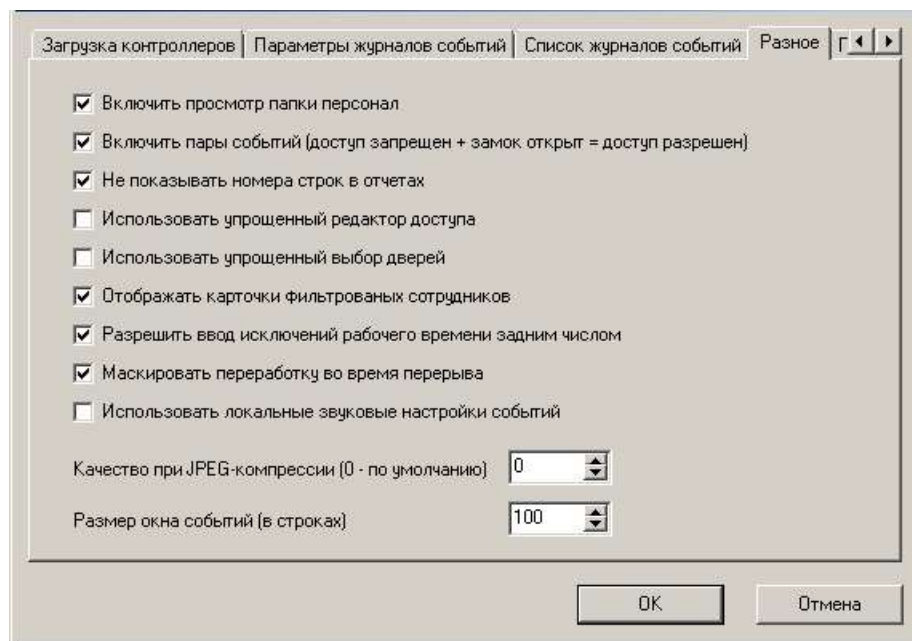 Загрузка контроллеров Параметры журналов событий Список журналов событий Разное
Включить просмотр папки персонал
Включить пары событий (доступ запрещен + замок открыт = доступ разрешен)
Не показывать номера строк в отчетах
Использовать упрощенный редактор доступа
Использовать упрощенный выбор дверей
Отображать карточки фильтрованых сотрудников
Разрешить ввод исключений рабочего времени задним числом
Маскировать переработку во время перерыва
Использовать локальные звуковые настройки событий
Качество при JPEG-компрессии (0 - по умолчанию) 0
Размер окна событий (в строках) 100
OK Отмена